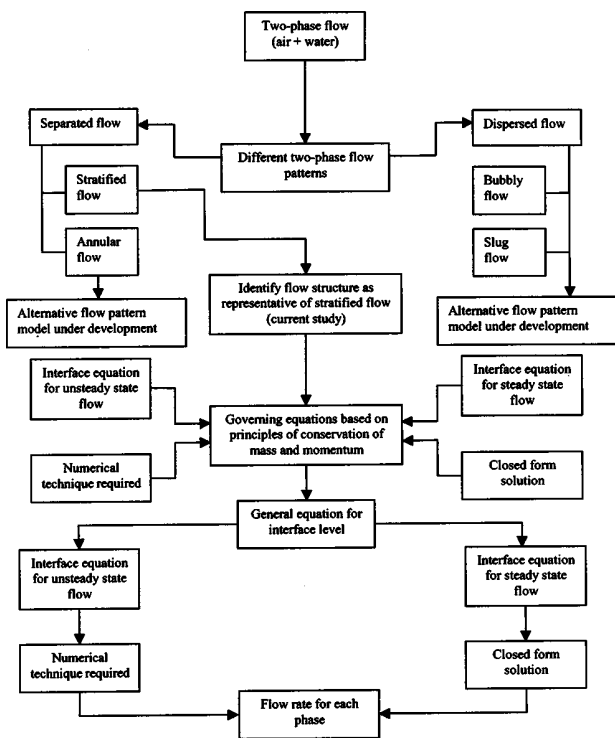 Two-phase flow
(air + water)
Separated flow
Dispersed flow
Different two-phase flow
patterns
Stratified
flow
Bubbly
flow
Annular
flow
Slug
flow
Identify flow structure as
representative of stratified flow
(current study)
Alternative flow pattern
model under development
Alternative flow pattern
model under development
Interface equation
for unsteady state
flow
Interface equation
for steady state
flow
Governing equations based on
principles of conservation of
mass and momentum
Numerical
technique required
Closed form
solution
General equation for
interface level
Interface equation
for unsteady state
flow
Interface equation
for steady state
flow
Numerical
technique required
Closed form
solution
Flow rate for each
phase